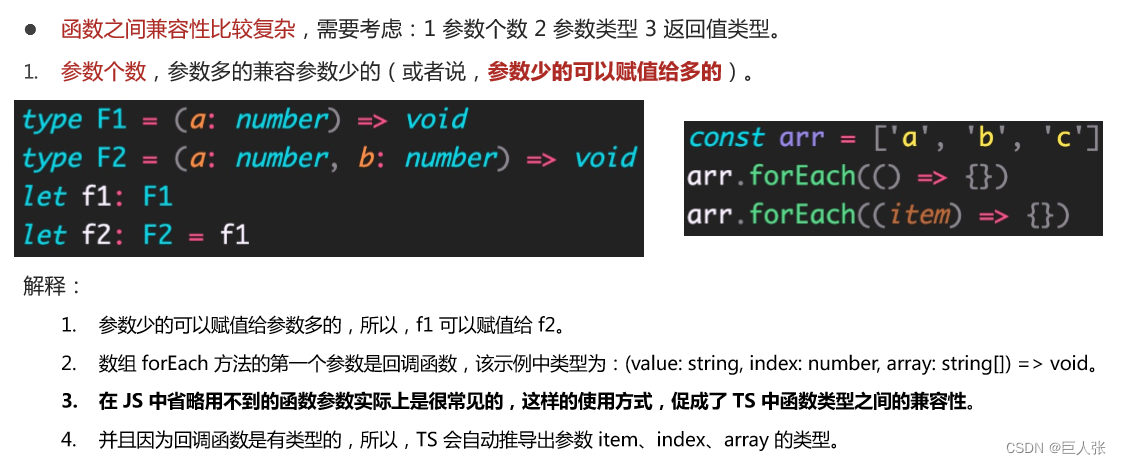 ● 函数之间兼容性比较复杂，需要考虑：1 参数个数 2 参数类型 3 返回值类型。
1. 参数个数，参数多的兼容参数少的（或者说，参数少的可以赋值给多的）。
type F1 = (a: number) => void
type F2 = (a: number, b: number) => void
let f1: F1
let f2: F2 = f1
const arr = ['a', 'b', 'c']
arr.forEach(() => {})
arr.forEach((item) => {})
解释：
1. 参数少的可以赋值给参数多的，所以，f1 可以赋值给 f2。
2. 数组 forEach 方法的第一个参数是回调函数，该示例中类型为：(value: string, index: number, array: string[]) => void。
3. 在 JS 中省略用不到的函数参数实际上是很常见的，这样的使用方式，促成了 TS 中函数类型之间的兼容性。
4. 并且因为回调函数是有类型的，所以，TS 会自动推导出参数 item、index、array 的类型。
CSDN @巨人张